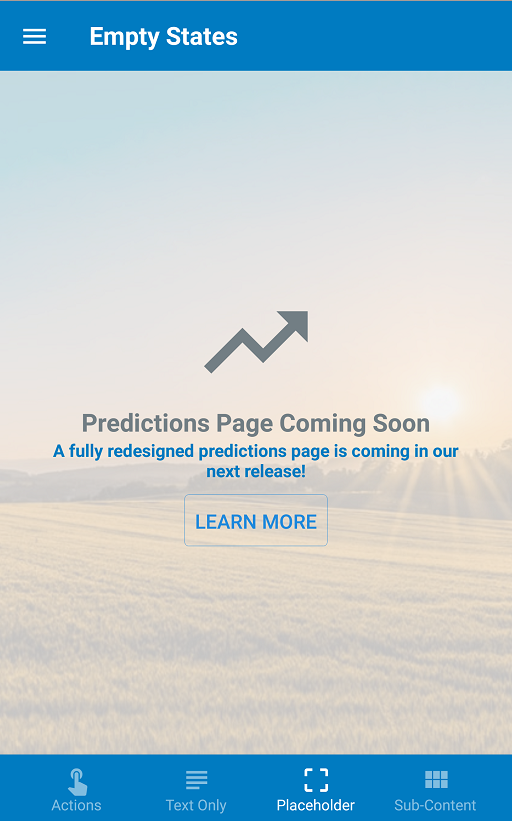 Empty States
Predictions Page Coming Soon
A fully redesigned predictions page is coming in our
next release!
LEARN MORE
Actions
Text Only
Placeholder
Sub-Content